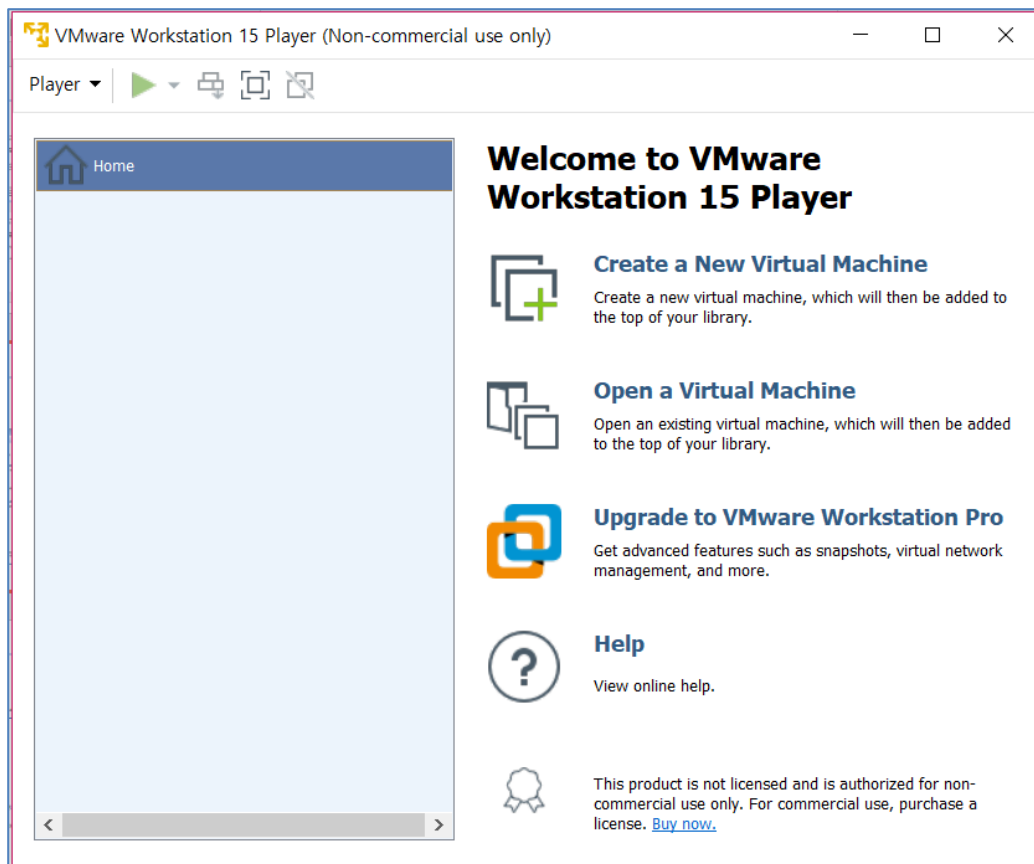 VMware Workstation 15 Player (Non-commercial use only)
Player
Home
Welcome to VMware
Workstation 15 Player
Create a New Virtual Machine
Create a new virtual machine, which will then be added to
the top of your library.
Open a Virtual Machine
Open an existing virtual machine, which will then be added
to the top of your library.
Upgrade to VMware Workstation Pro
Get advanced features such as snapshots, virtual network
management, and more.
Help
View online help.
This product is not licensed and is authorized for non-
commercial use only. For commercial use, purchase a
license. Buy now.